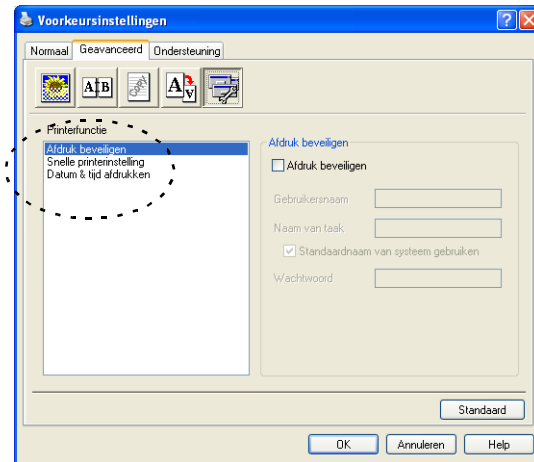 Voorkeursinstellingen
Normaal Geavanceerd Ondersteuning
A B Copy A V
Printerfunctie
Afdruk beveiligen
Snelle printerinstelling
Datum & tijd afdrukken
Afdruk beveiligen
Afdruk beveiligen
Gebruikersnaam
Naam van taak
Standaardnaam van systeem gebruiken
Wachtwoord
Standaard
OK Annuleren Help